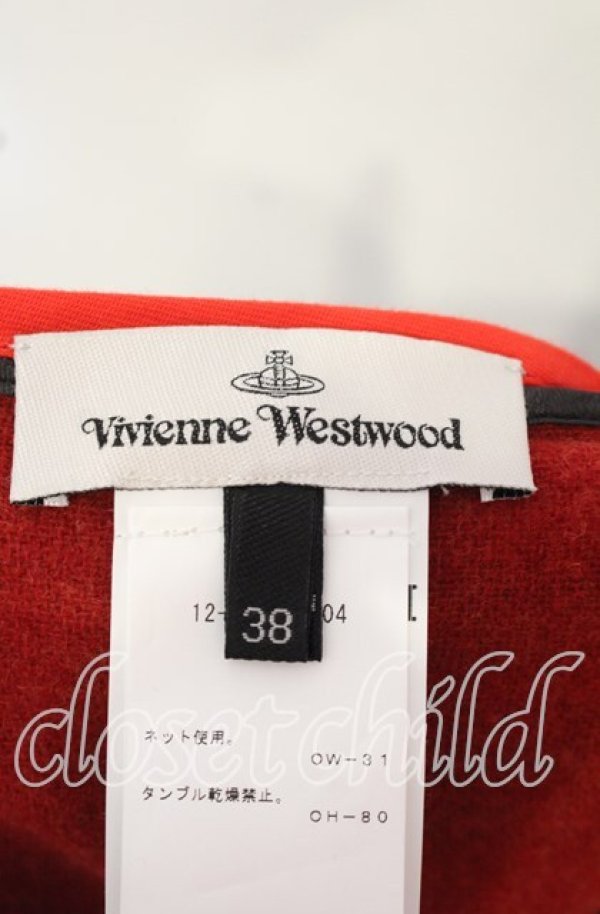 Vivienne Westwood
38
12- 04
closet child
ネット使用。
OW-31
タンブル乾燥禁止。
OH-80